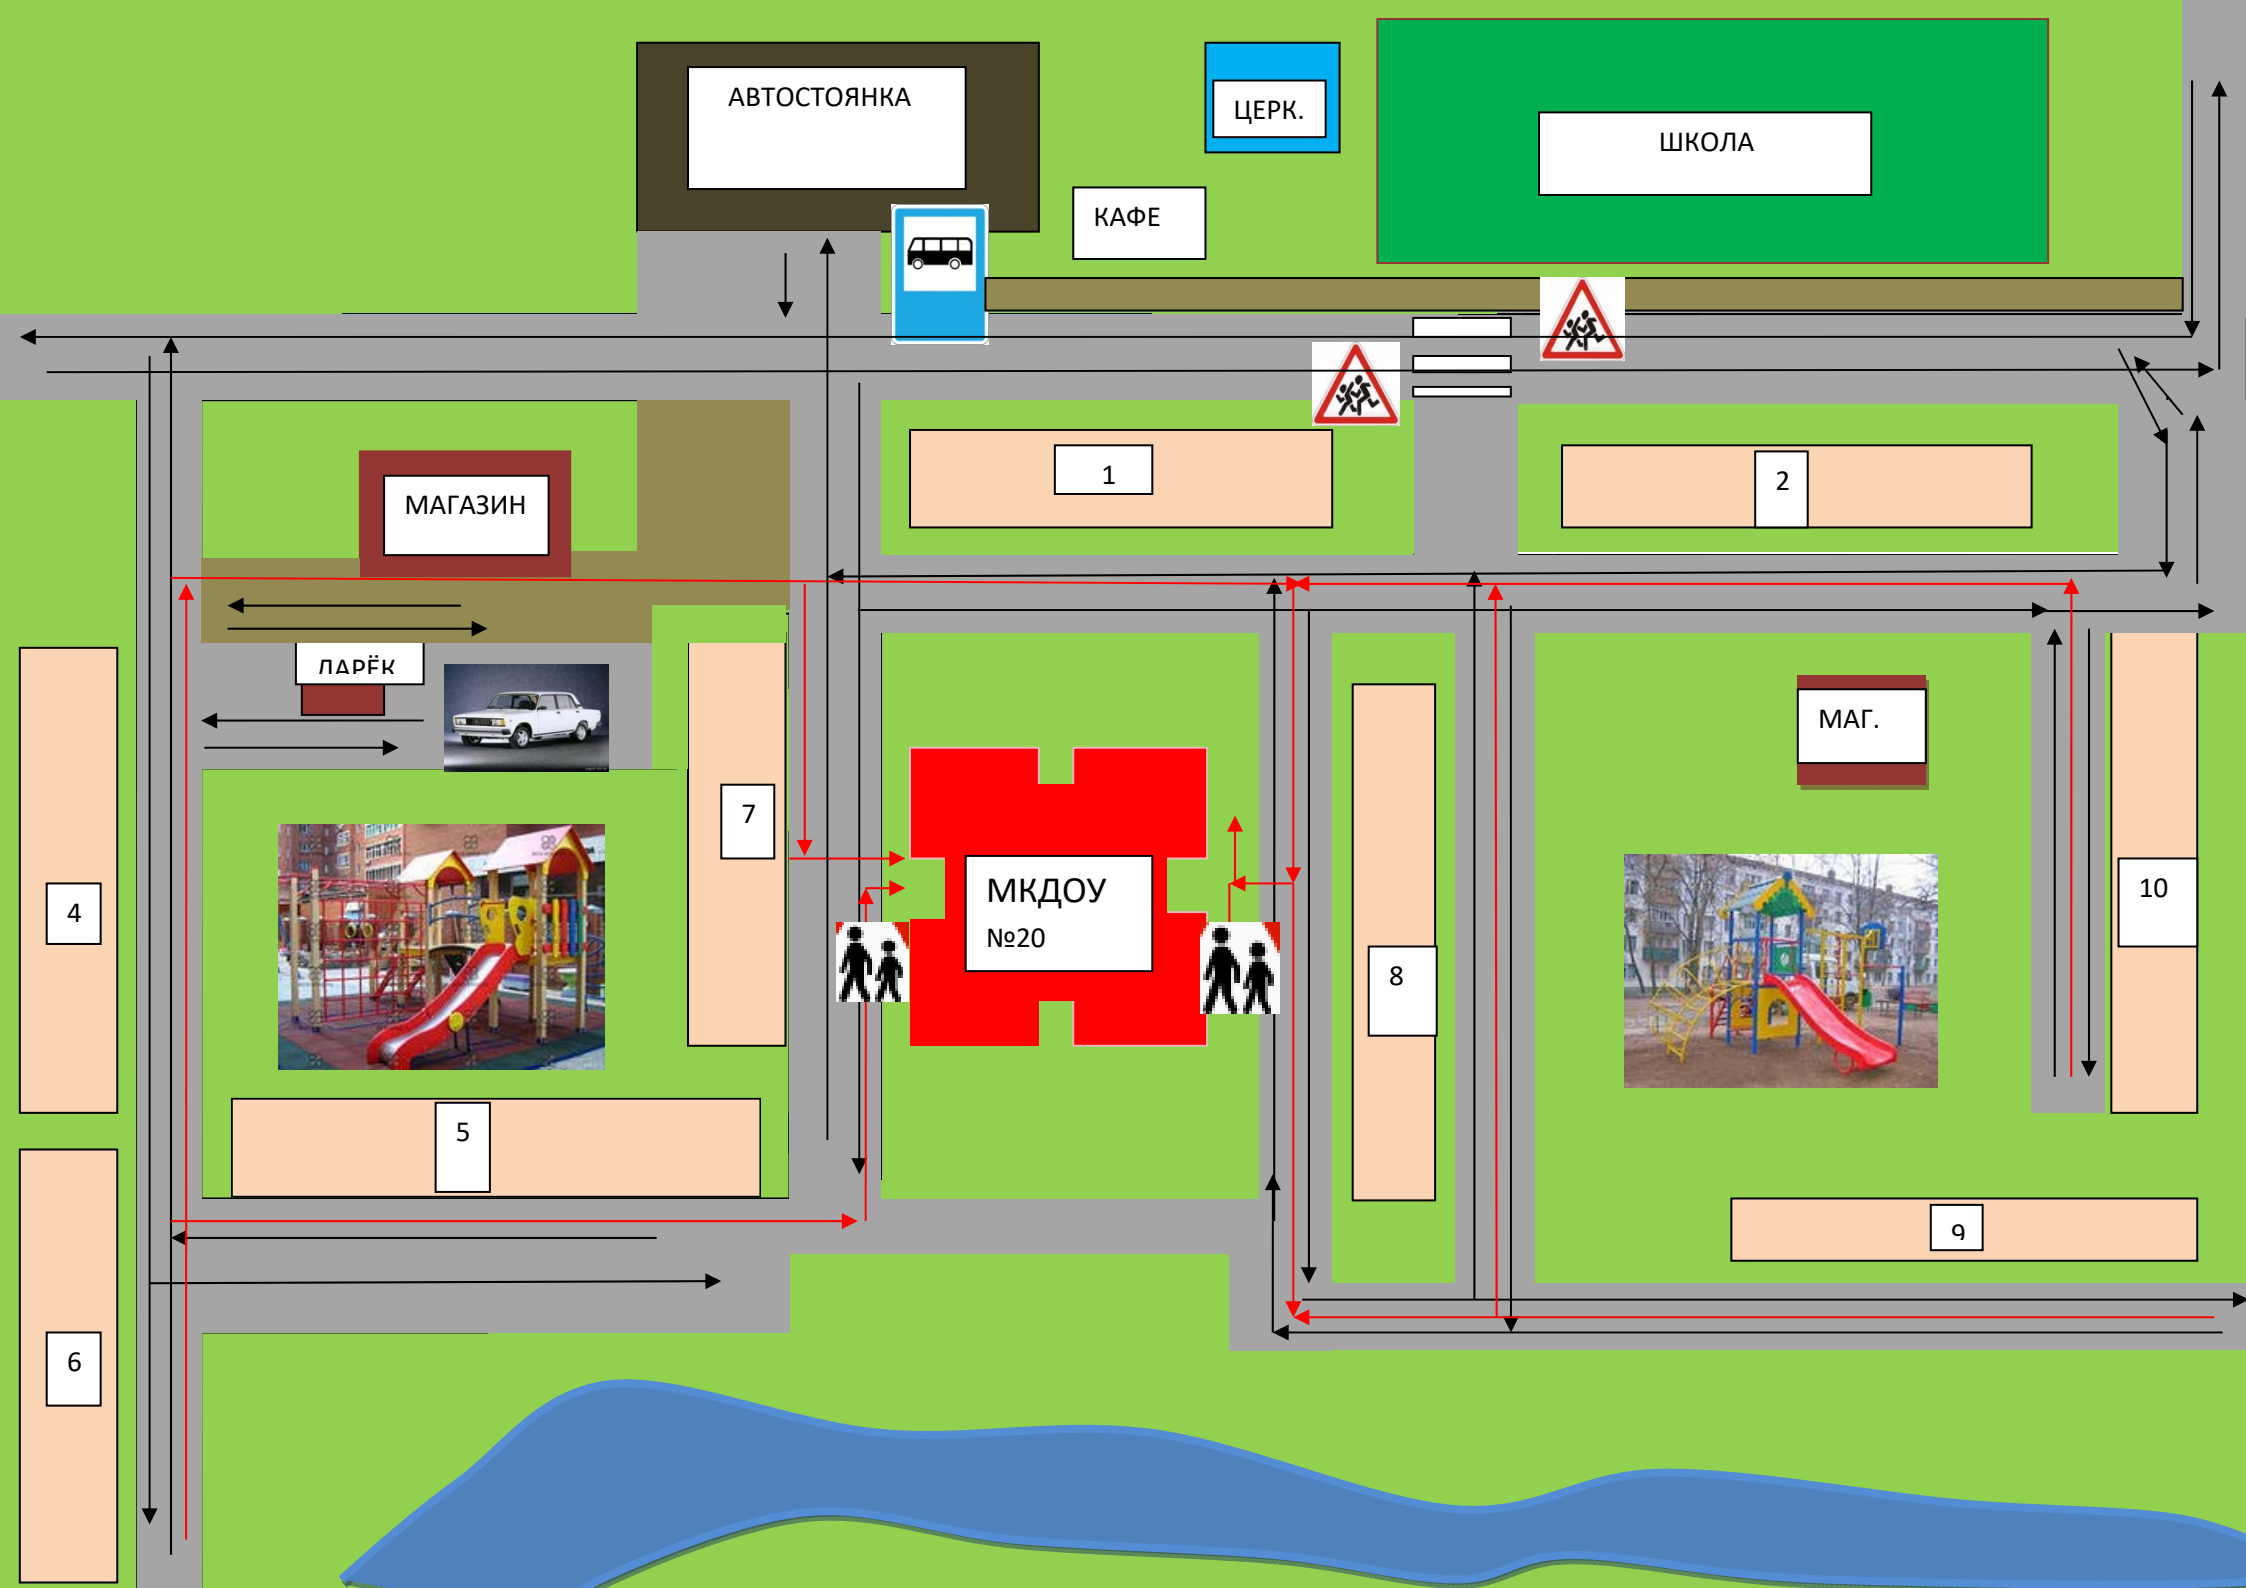 АВТОСТОЯНКА
ЦЕРК.
ШКОЛА
КАФЕ
МАГАЗИН
1
2
ЛАРЁК
МАГ.
7
МКДОУ
№20
4
8
10
5
9
6